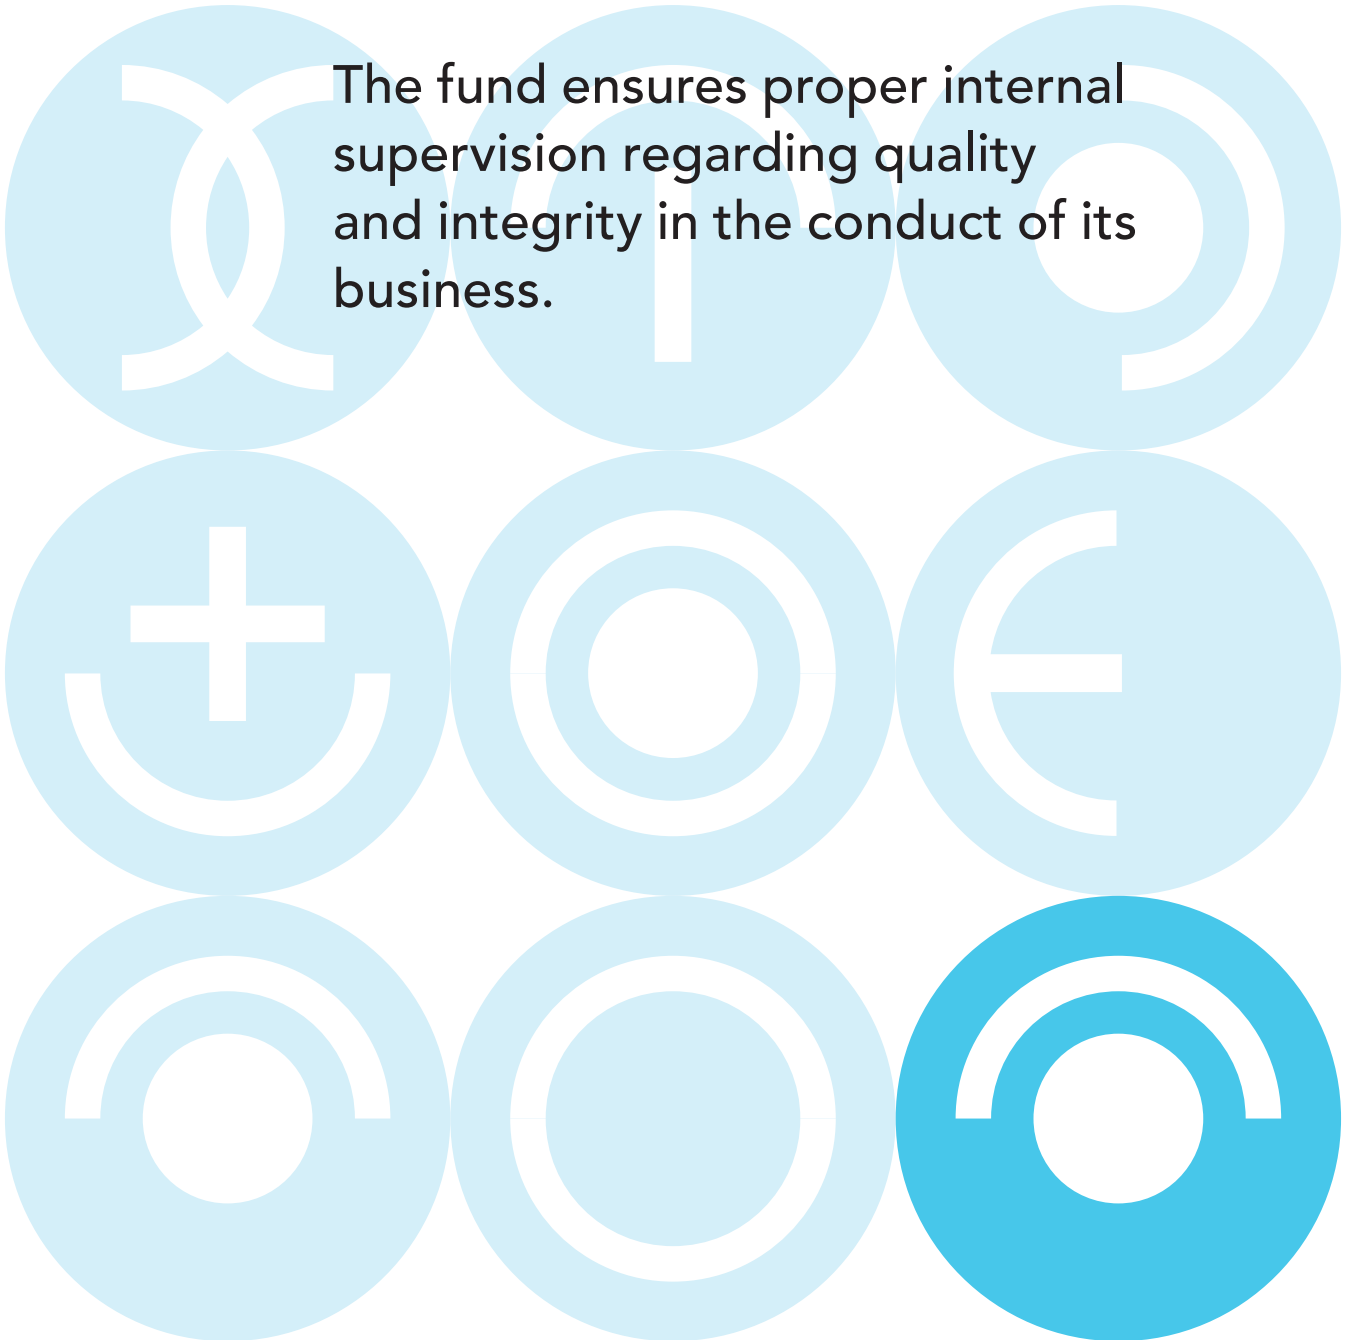 The fund ensures proper internal
supervision regarding quality
and integrity in the conduct of its
business.